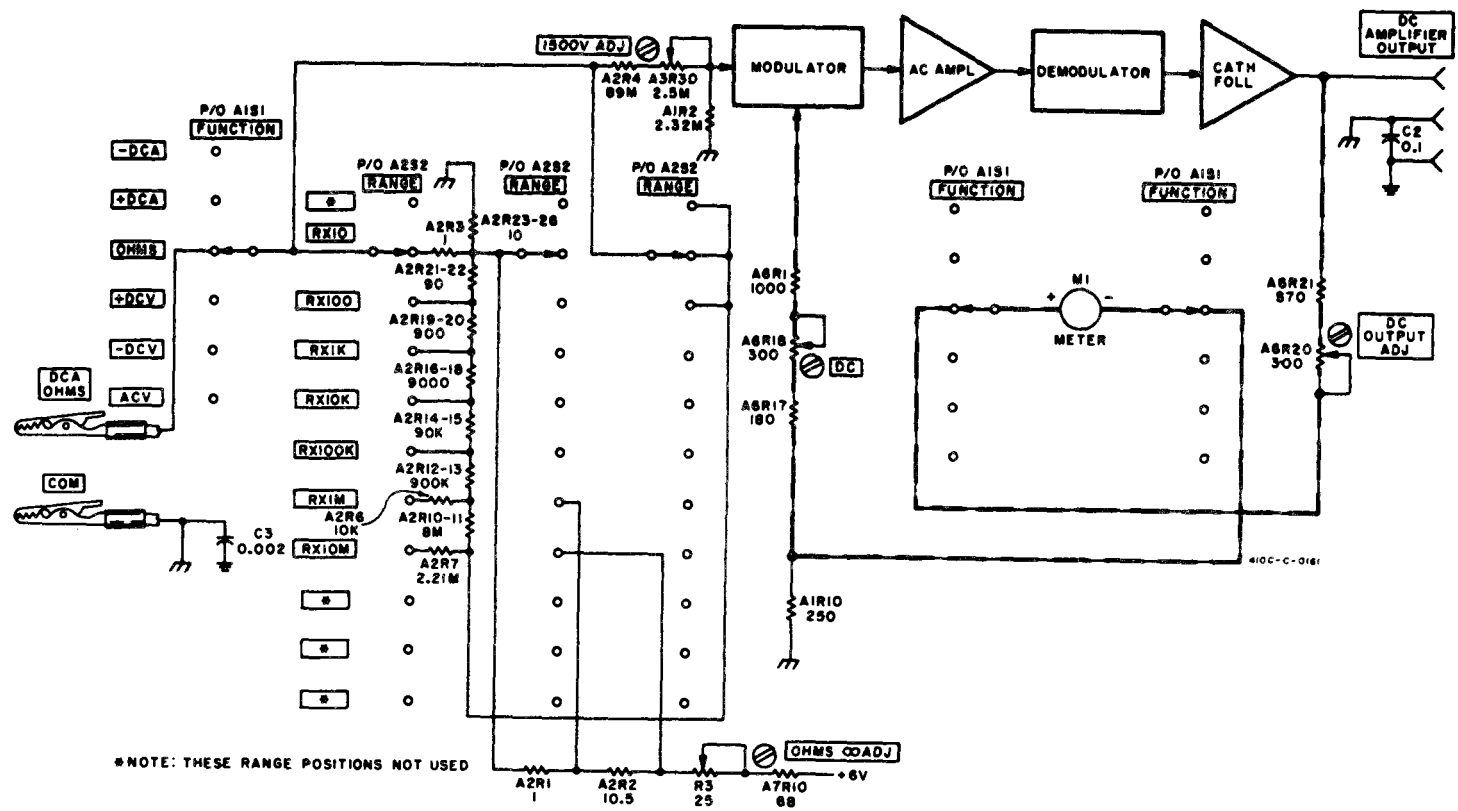 1500V ADJ
A2R4
89M
A3R30
2.5M
A1R2
2.32M
MODULATOR
AC AMPL
DEMODULATOR
CATH
FOLL
DC
AMPLIFIER
OUTPUT
C2
0.1
P/O A1S1
FUNCTION
-DCA
+DCA
OHMS
+DCV
-DCV
ACV
DCA
OHMS
COM
C3
0.002
P/O A2S2
RANGE
P/O A2S2
RANGE
P/O A2S2
RANGE
*
RX10
RX100
RX1K
RX10K
RX100K
RX1M
RX10M
*
*
*
A2R3
1
A2R23-26
10
A2R21-22
90
A2R19-20
900
A2R16-18
9000
A2R14-15
90K
A2R12-13
900K
A2R6
10K
A2R10-11
8M
A2R7
2.21M
A6R1
1000
A6R18
300
DC
A6R17
180
A1R10
250
P/O A1S1
FUNCTION
P/O A1S1
FUNCTION
M1
+
-
METER
A6R21
870
A6R20
300
DC
OUTPUT
ADJ
410C-C-0161
*NOTE: THESE RANGE POSITIONS NOT USED
A2R1
1
A2R2
10.5
R3
25
OHMS ∞ ADJ
A7R10
68
+6V